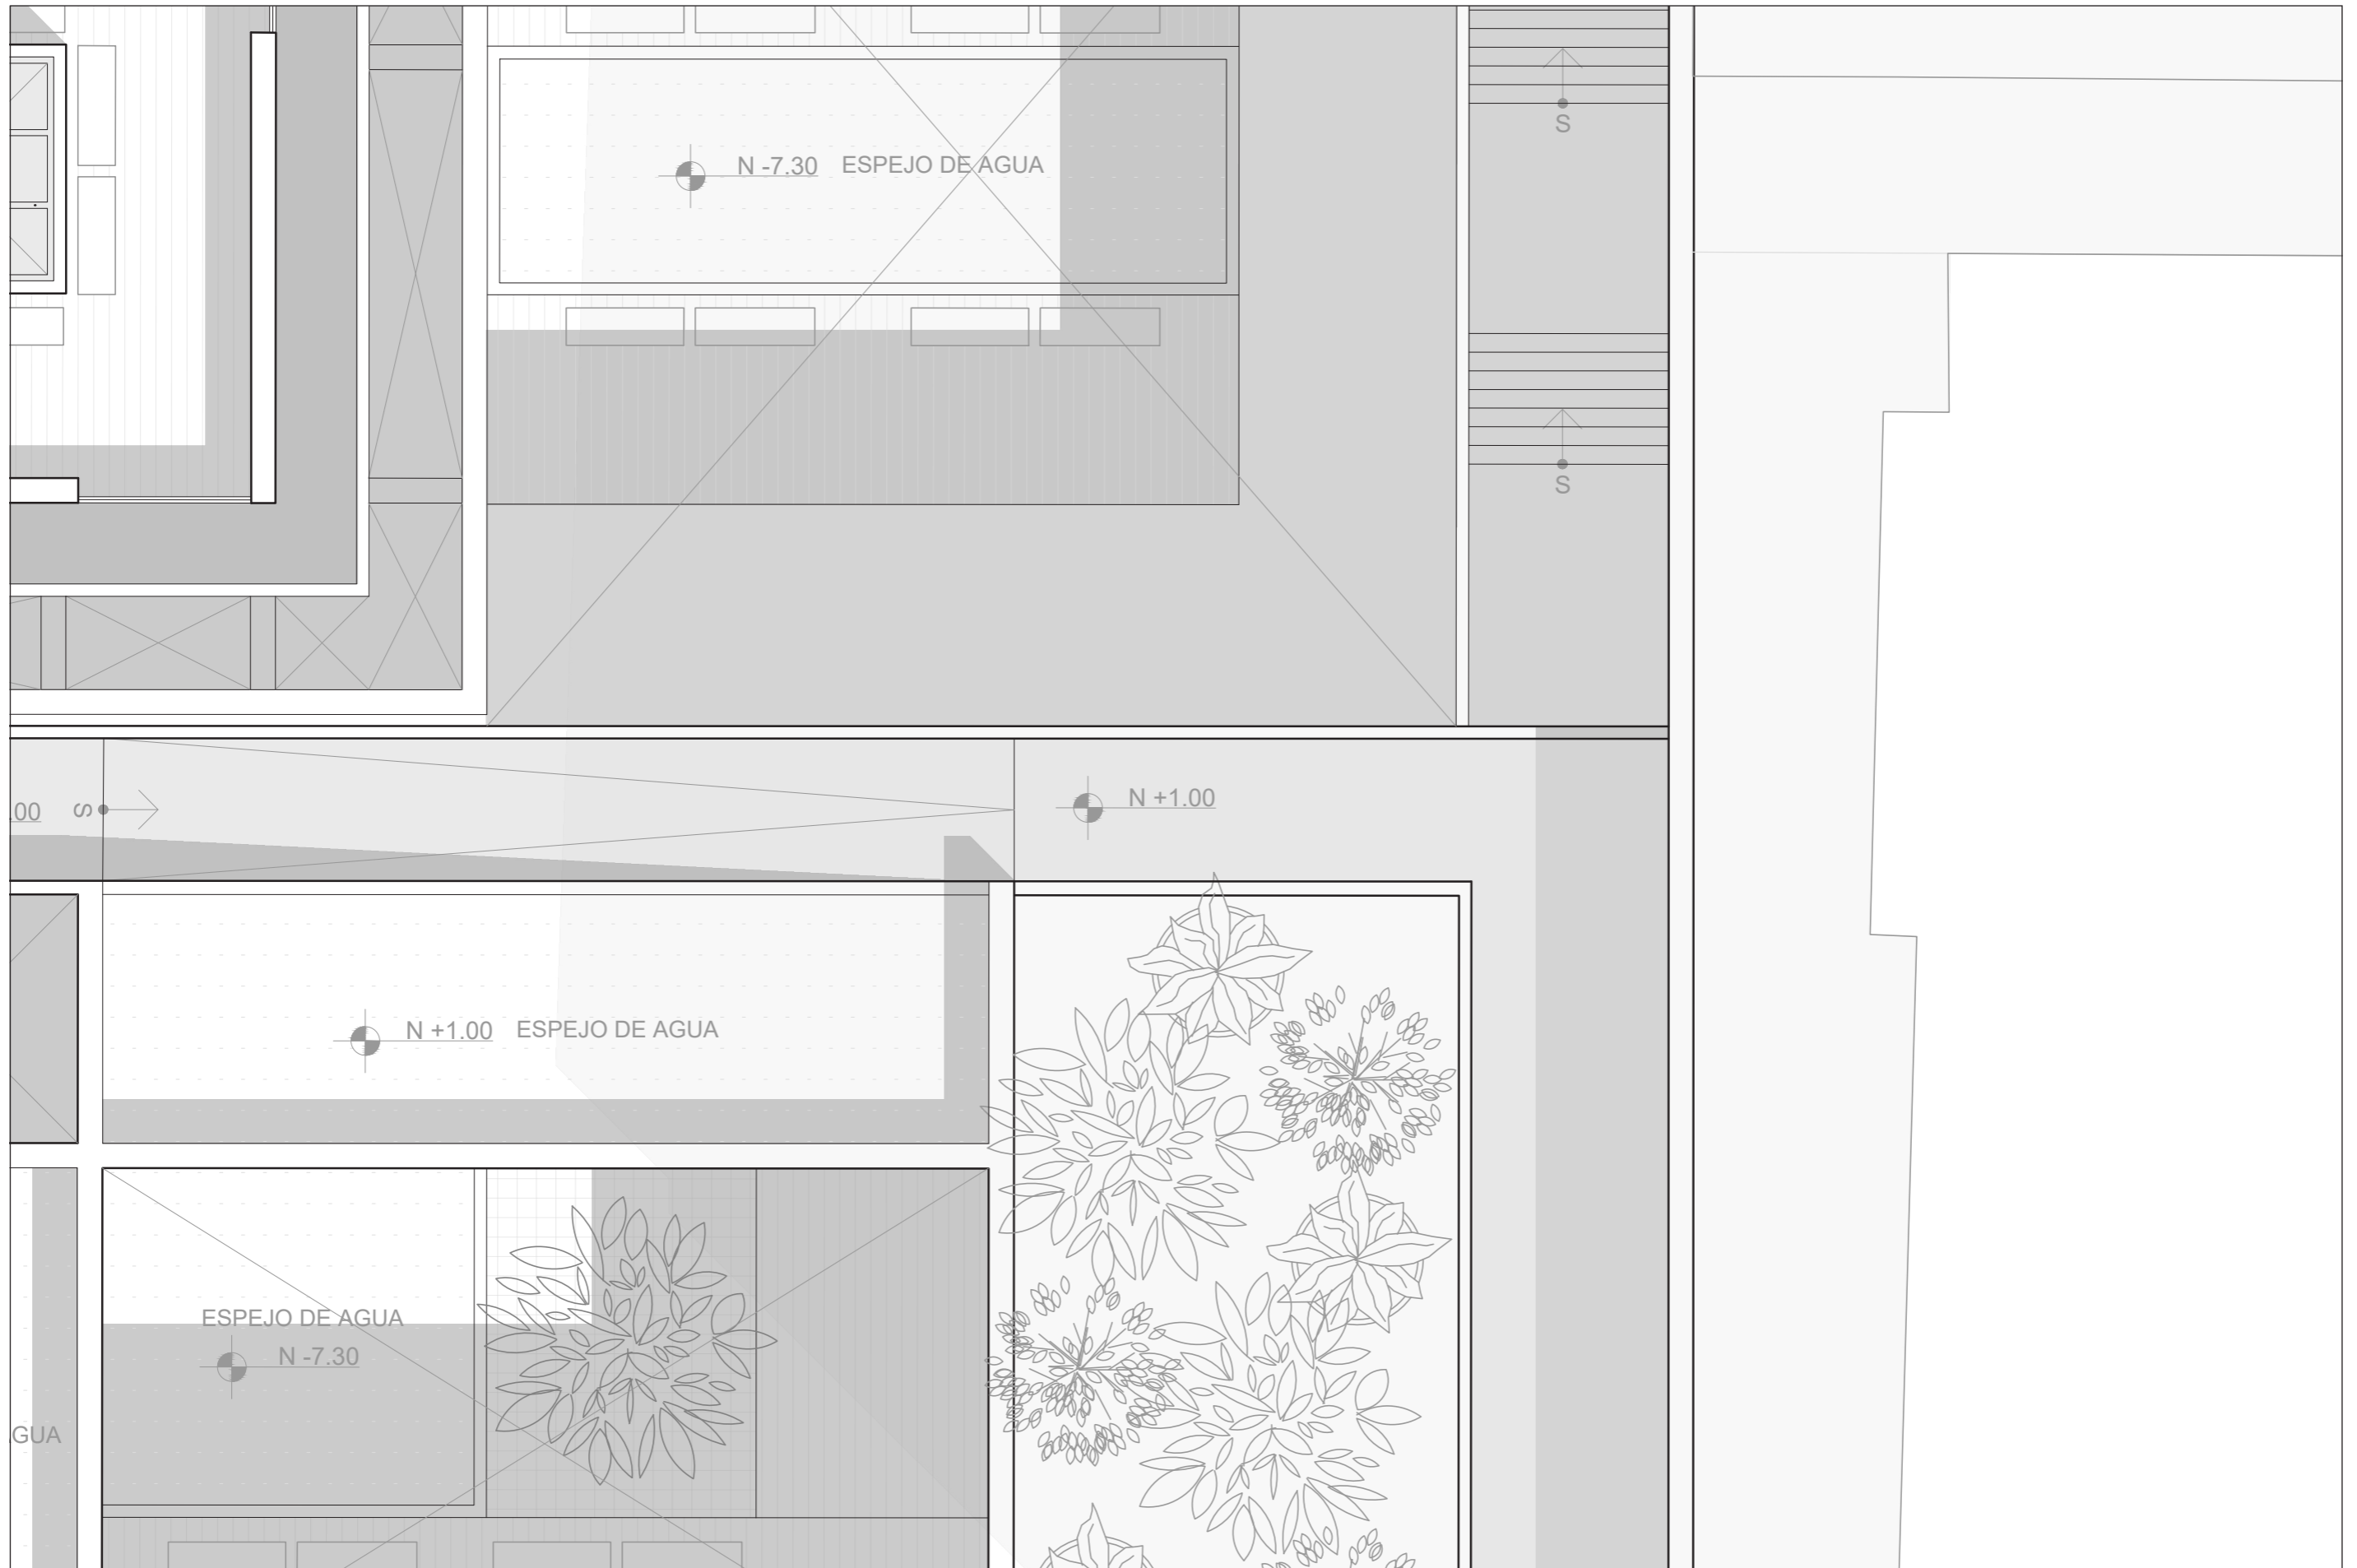 S
N -7.30 ESPEJO DE AGUA
S
N +1.00
.00 S
N +1.00 ESPEJO DE AGUA
ESPEJO DE AGUA
N -7.30
GUA